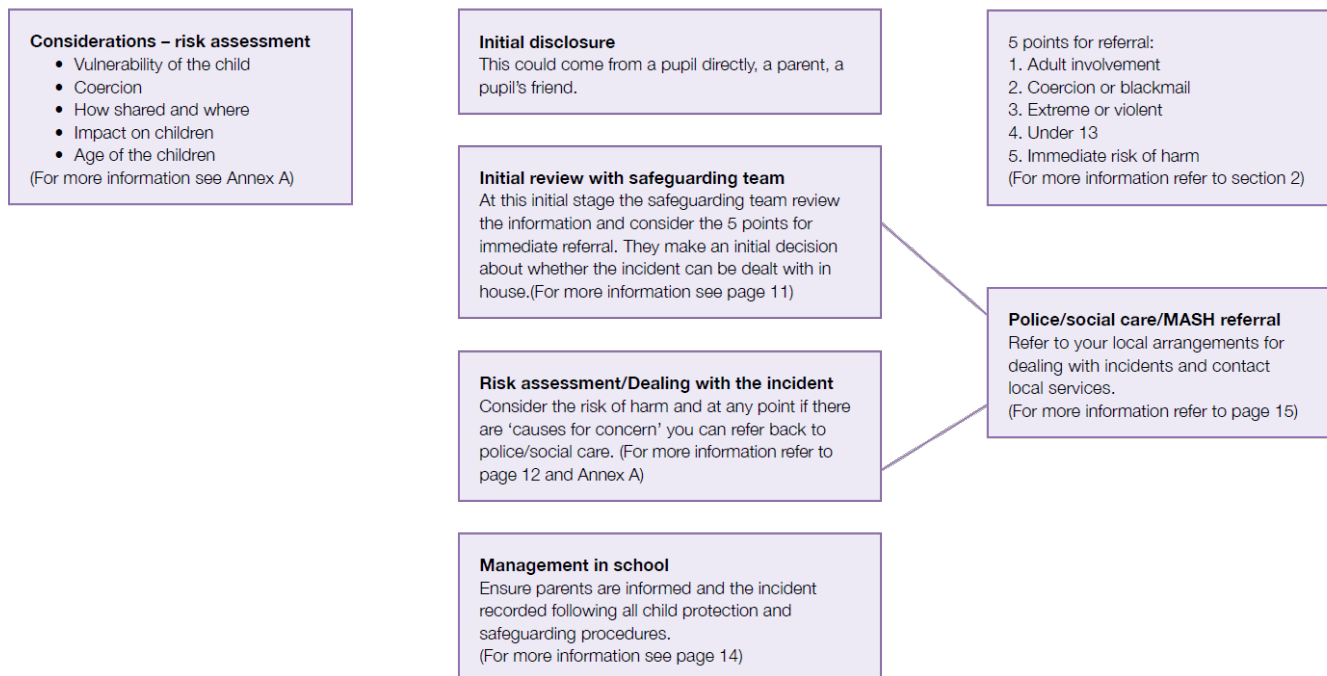 Considerations – risk assessment
• Vulnerability of the child
• Coercion
• How shared and where
• Impact on children
• Age of the children
(For more information see Annex A)
Initial disclosure
This could come from a pupil directly, a parent, a
pupil's friend.
Initial review with safeguarding team
At this initial stage the safeguarding team review
the information and consider the 5 points for
immediate referral. They make an initial decision
about whether the incident can be dealt with in
house.(For more information see page 11)
Risk assessment/Dealing with the incident
Consider the risk of harm and at any point if there
are ‘causes for concern’ you can refer back to
police/social care. (For more information refer to
page 12 and Annex A)
Management in school
Ensure parents are informed and the incident
recorded following all child protection and
safeguarding procedures.
(For more information see page 14)
5 points for referral:
1. Adult involvement
2. Coercion or blackmail
3. Extreme or violent
4. Under 13
5. Immediate risk of harm
(For more information refer to section 2)
Police/social care/MASH referral
Refer to your local arrangements for
dealing with incidents and contact
local services.
(For more information refer to page 15)